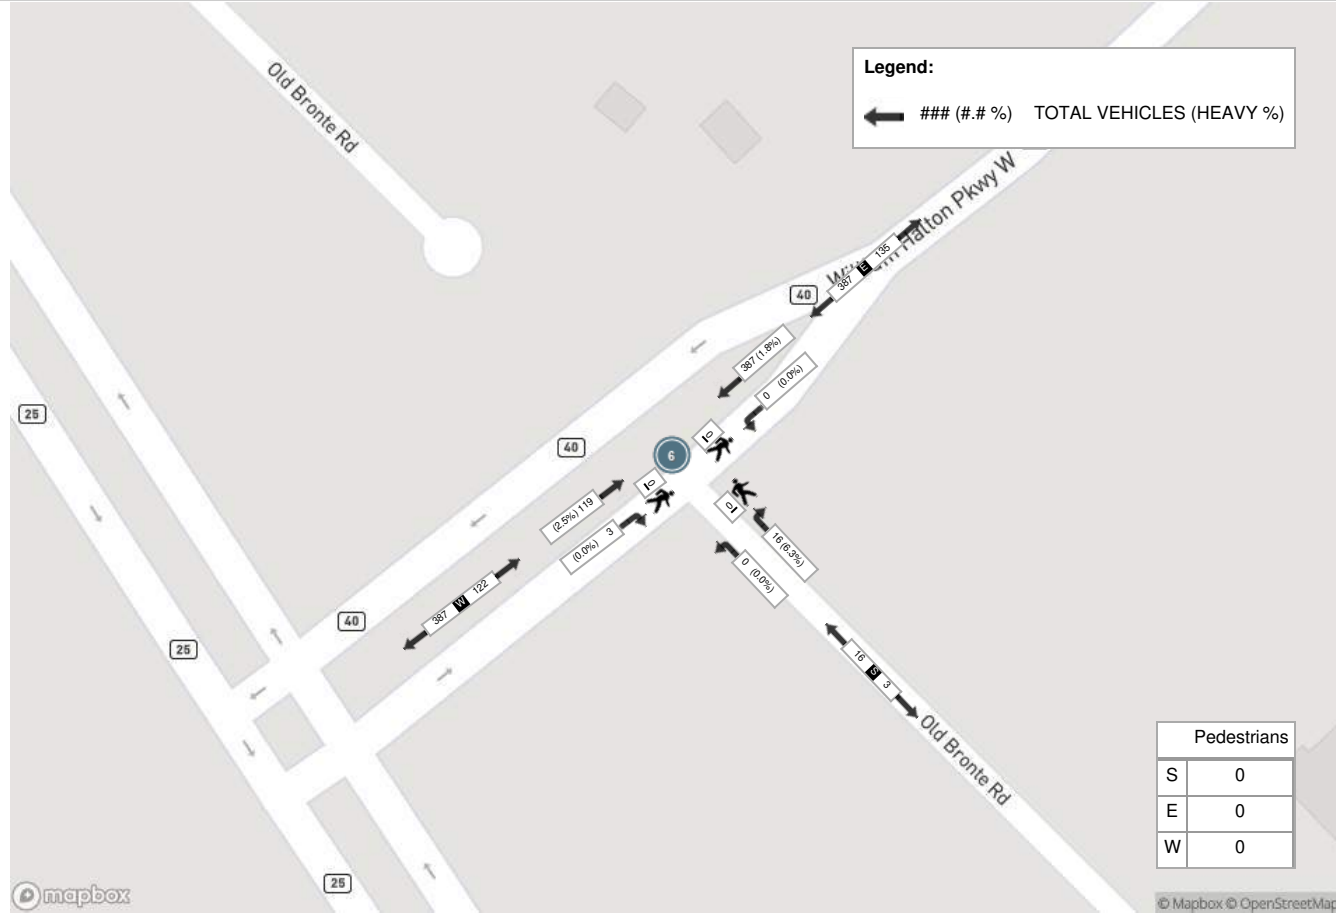 Old Bronte Rd
Legend:
### (#.# %) TOTAL VEHICLES (HEAVY %)
Halton Pkwy W
135
E
387
40
387 (1.8%)
0 (0.0%)
25
40
0
6
0
(2.5%) 119
(0.0%) 3
0
16 (6.3%)
0 (0.0%)
387 W 122
40
25
16 S 3
Old Bronte Rd
Pedestrians
S 0
E 0
W 0
25
mapbox
© Mapbox © OpenStreetMap